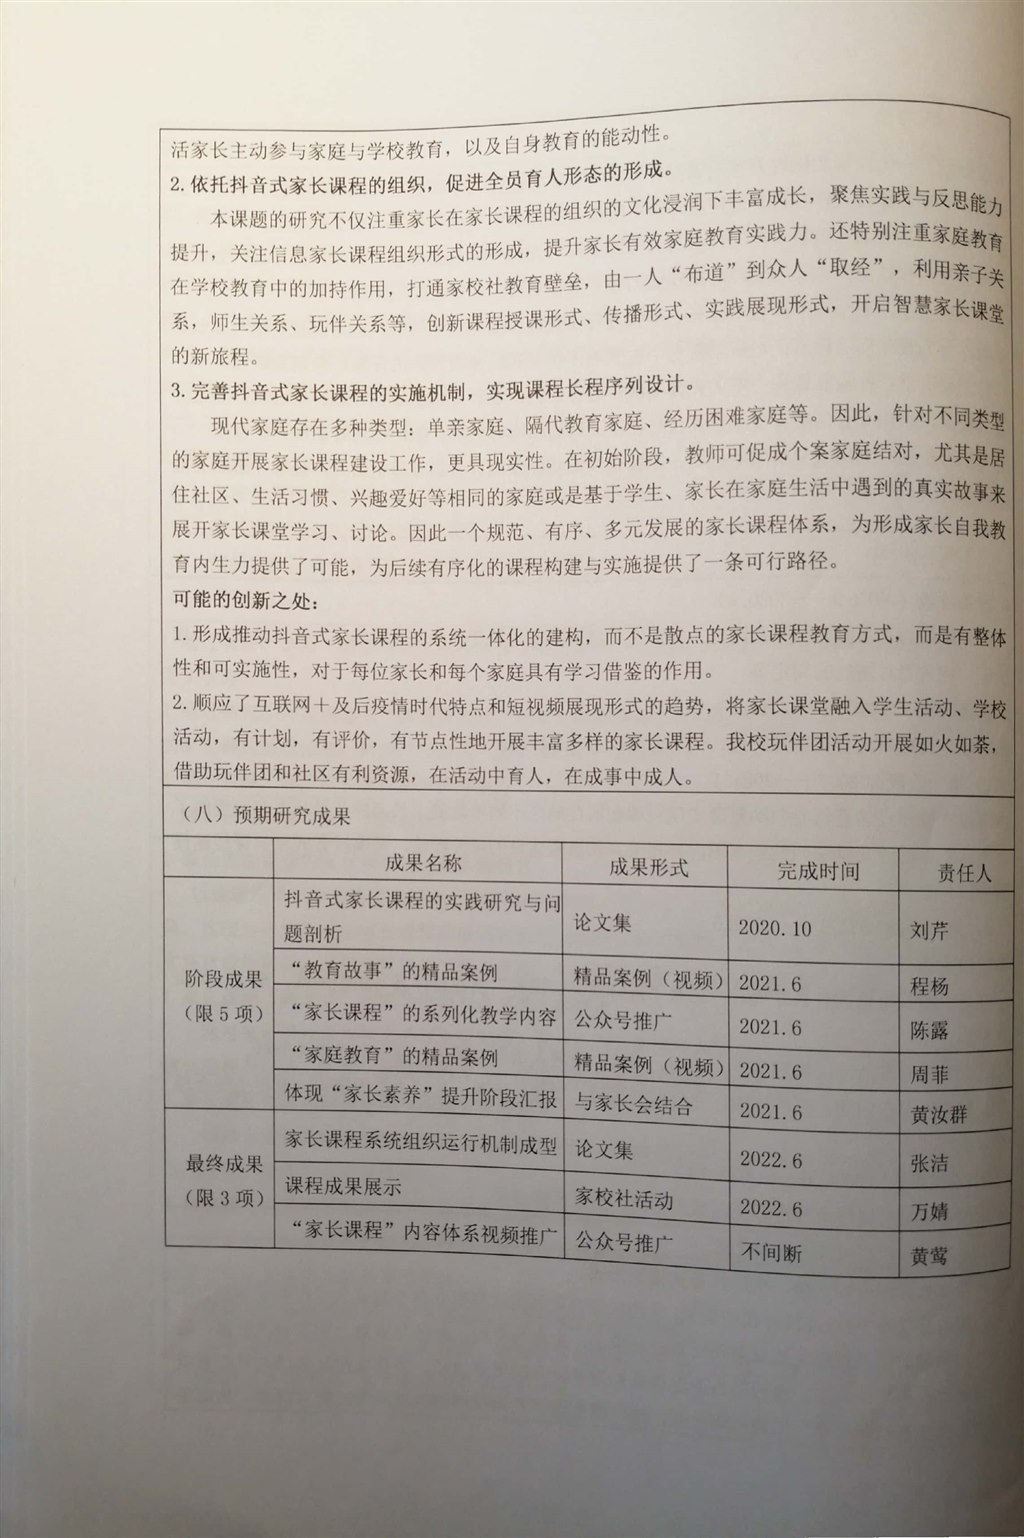 活家长主动参与家庭与学校教育，以及自身教育的能动性。
2.依托抖音式家长课程的组织，促进全员育人形态的形成。
本课题的研究不仅注重家长在家长课程的组织的文化浸润下丰富成长，聚焦实践与反思能力
提升，关注信息家长课程组织形式的形成，提升家长有效家庭教育实践力。还特别注重家庭教育
在学校教育中的加持作用，打通家校社教育壁垒，由一人“布道”到众人“取经”，利用亲子关
系，师生关系、玩伴关系等，创新课程授课形式、传播形式、实践展现形式，开启智慧家长课堂
的新旅程。
3.完善抖音式家长课程的实施机制，实现课程长程序列设计。
现代家庭存在多种类型：单亲家庭、隔代教育家庭、经历困难家庭等。因此，针对不同类型
的家庭开展家长课程建设工作，更具现实性。在初始阶段，教师可促成个案家庭结对，尤其是居
住社区、生活习惯、兴趣爱好等相同的家庭或是基于学生、家长在家庭生活中遇到的真实故事来
展开家长课堂学习、讨论。因此一个规范、有序、多元发展的家长课程体系，为形成家长自我教
育内生力提供了可能，为后续有序化的课程构建与实施提供了一条可行路径。
可能的创新之处：
1.形成推动抖音式家长课程的系统一体化的建构，而不是散点的家长课程教育方式，而是有整体
性和可实施性，对于每位家长和每个家庭具有学习借鉴的作用。
2.顺应了互联网＋及后疫情时代特点和短视频展现形式的趋势，将家长课堂融入学生活动、学校
活动，有计划，有评价，有节点性地开展丰富多样的家长课程。我校玩伴团活动开展如火如荼，
借助玩伴团和社区有利资源，在活动中育人，在成事中成人。
（八）预期研究成果
成果名称 成果形式 完成时间 责任人
阶段成果
（限5项）
抖音式家长课程的实践研究与问
题剖析 论文集 2020.10 刘芹
“教育故事”的精品案例 精品案例（视频） 2021.6 程杨
“家长课程”的系列化教学内容 公众号推广 2021.6 陈露
“家庭教育”的精品案例 精品案例（视频） 2021.6 周菲
体现“家长素养”提升阶段汇报 与家长会结合 2021.6 黄汝群
最终成果
（限3项）
家长课程系统组织运行机制成型 论文集 2022.6 张洁
课程成果展示 家校社活动 2022.6 万婧
“家长课程”内容体系视频推广 公众号推广 不间断 黄莺